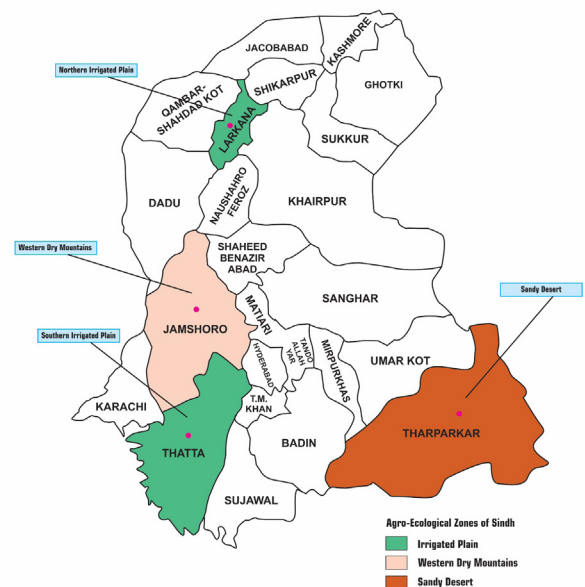 JACOBABAD
KASHMORE
Northern Irrigated Plain
SHIKARPUR
GHOTKI
QAMBAR-
SHAHDAD KOT
LARKANA
SUKKUR
DADU
NAUSHAHRO
FEROZ
KHAIRPUR
Western Dry Mountains
SHAHEED
BENAZIR
ABAD
Sandy Desert
SANGHAR
MATIARI
JAMSHORO
Southern Irrigated Plain
HYDERABAD
TANDO
ALLAH
YAR
MIRPURKHAS
UMAR KOT
KARACHI
T.M.
KHAN
THARPARKAR
BADIN
THATTA
SUJAWAL
Agro-Ecological Zones of Sindh
Irrigated Plain
Western Dry Mountains
Sandy Desert